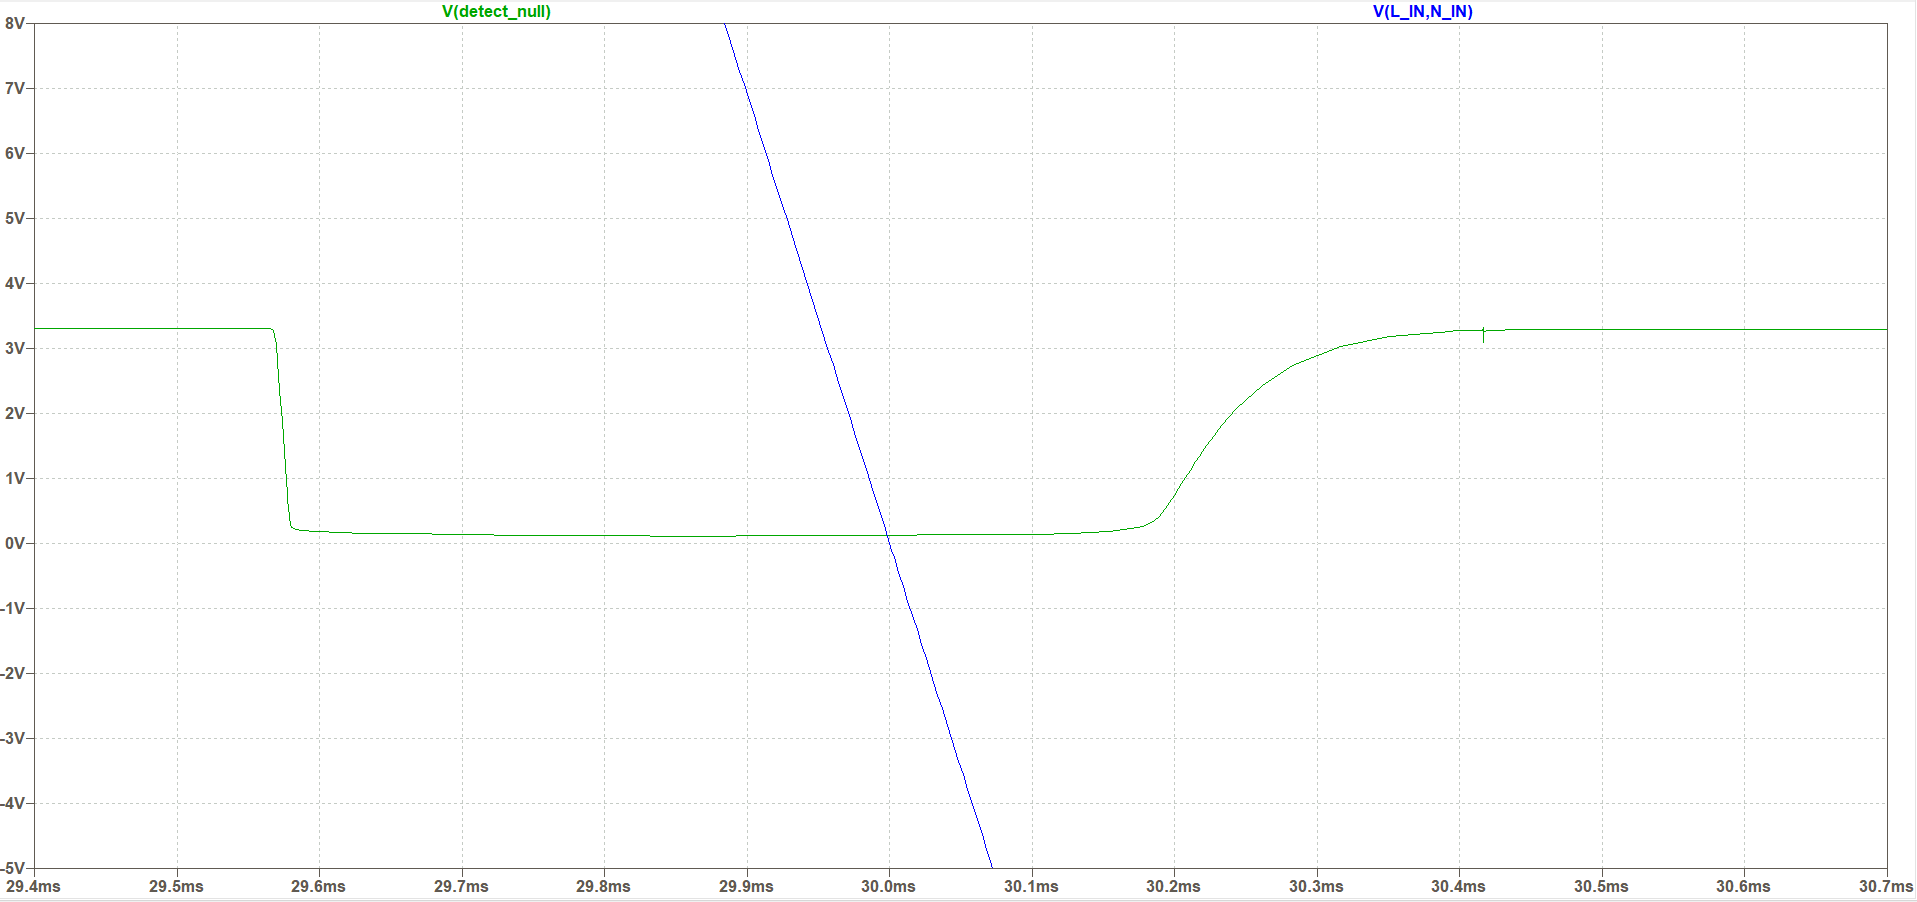 V(detect_null) V(L_IN,N_IN)
8V
7V
6V
5V
4V
3V
2V
1V
0V
-1V
-2V
-3V
-4V
-5V
29.4ms 29.5ms 29.6ms 29.7ms 29.8ms 29.9ms 30.0ms 30.1ms 30.2ms 30.3ms 30.4ms 30.5ms 30.6ms 30.7ms